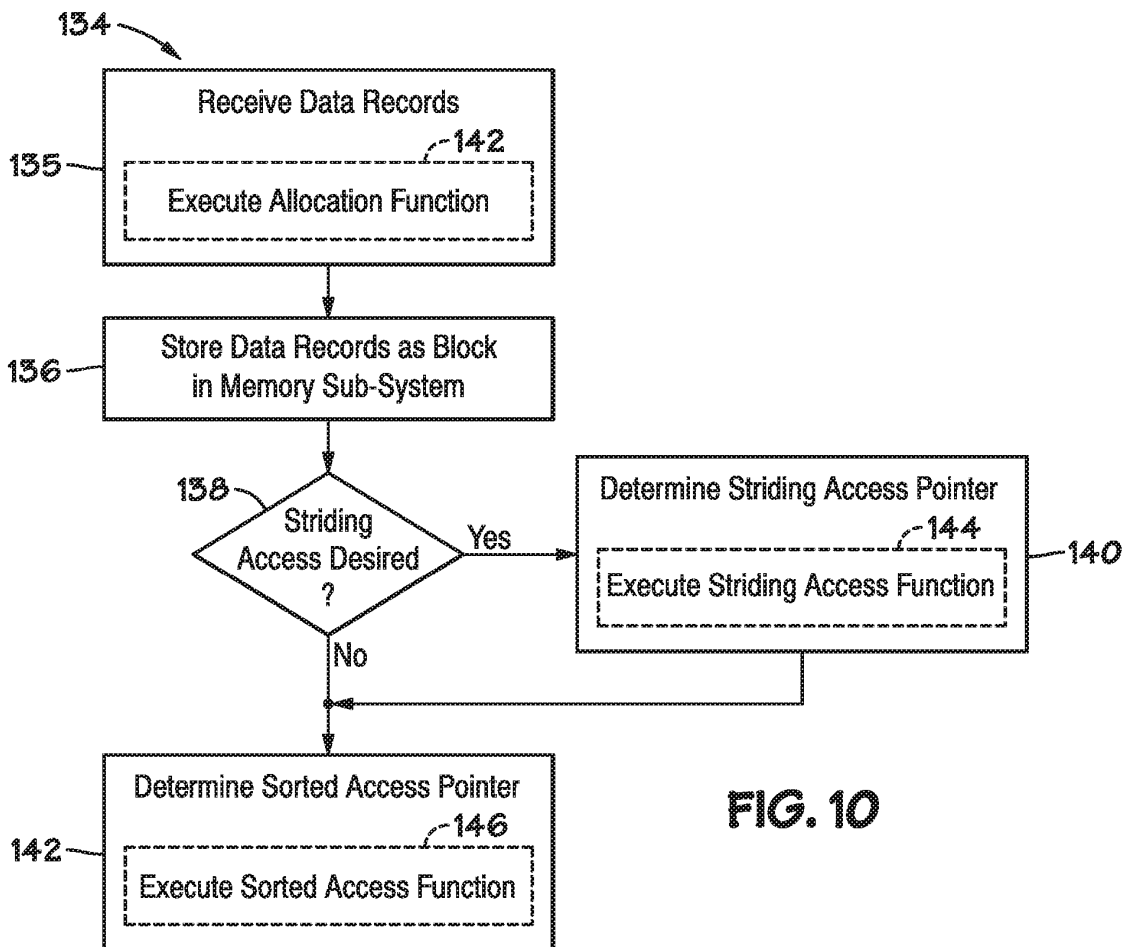 134
Receive Data Records
142
135
Execute Allocation Function
Store Data Records as Block
in Memory Sub-System
136
138
Striding
Access Desired
?
Yes
No
Determine Striding Access Pointer
144
140
Execute Striding Access Function
Determine Sorted Access Pointer
146
142
Execute Sorted Access Function
FIG. 10